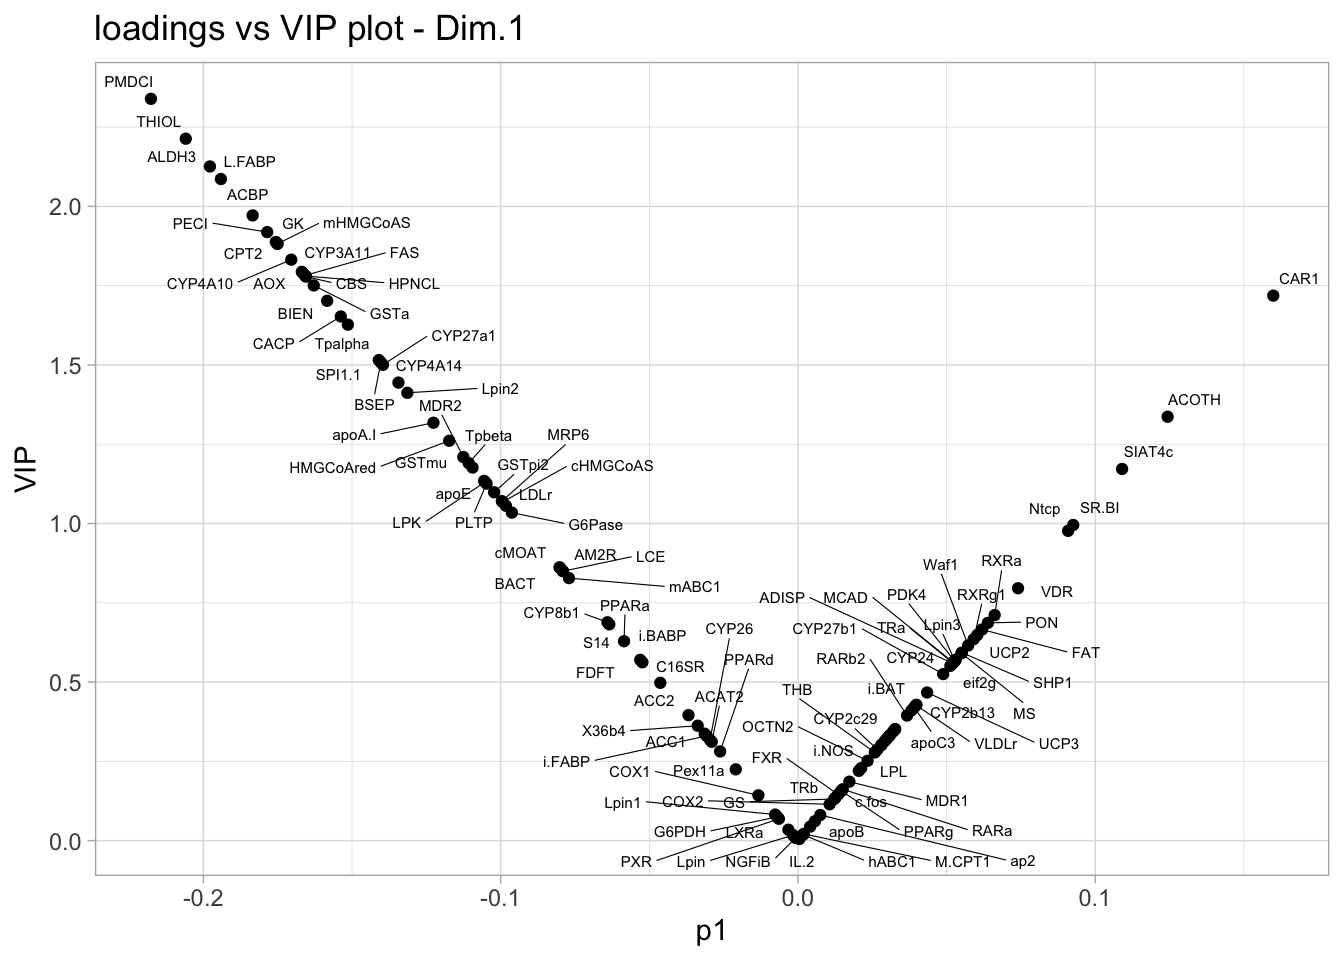 loadings vs VIP plot - Dim.1
PMDCI
THIOL
ALDH3 L.FABP
ACBP
2.0
PECI GK mHMGCoAS
CPT2 CYP3A11 FAS
CYP4A10 AOX CBS HPNCL
CAR1
BIEN GSTa
CACP Tpalpha CYP27a1
1.5
SPI1.1 CYP4A14
Lpin2
BSEP MDR2
ACOTH
apoA.I Tpbeta MRP6
SIAT4c
HMGCoAred GSTmu GSTpi2 cHMGCoAS
apoE LDLr
VIP
LPK PLTP G6Pase
1.0
Ntcp SR.BI
cMOAT AM2R LCE
Waf1 RXRa
BACT mABC1
ADISP MCAD PDK4 RXRg1 VDR
CYP8b1 PPARa
CYP27b1 TRa Lpin3 PON
S14 i.BABP CYP26
UCP2 FAT
FDFT C16SR PPARd
RARb2 CYP24
0.5
eif2g SHP1
ACC2 ACAT2
THB i.BAT
CYP2b13 MS
X36b4 ACC1
OCTN2 CYP2c29
apoC3 VLDLr UCP3
i.FABP Pex11a
FXR i.NOS
COX1
LPL
TRb
Lpin1 COX2 GS
c.fos MDR1
G6PDH LXRa
apoB PPARg RARa
0.0
PXR Lpin NGFiB IL.2 hABC1 M.CPT1 ap2
-0.2 -0.1 0.0 0.1
p1